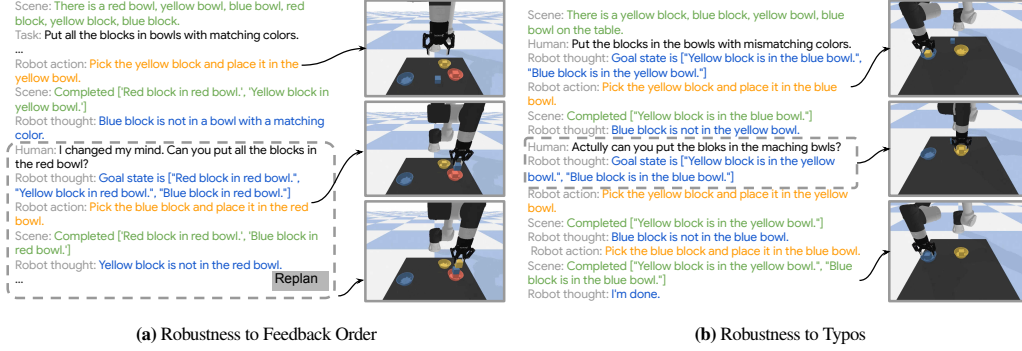 Scene: There is a red bowl, yellow bowl, blue bowl, red
block, yellow block, blue block.
Task: Put all the blocks in bowls with matching colors.
...
Robot action: Pick the yellow block and place it in the
yellow bowl.
Scene: Completed ['Red block in red bowl.', 'Yellow block in
yellow bowl.']
Robot thought: Blue block is not in a bowl with a matching
color.
Human: I changed my mind. Can you put all the blocks in
the red bowl?
Robot thought: Goal state is ["Red block in red bowl.",
"Yellow block in red bowl.", "Blue block in red bowl."]
Robot action: Pick the blue block and place it in the red
bowl.
Scene: Completed ['Red block in red bowl.', 'Blue block in
red bowl.']
Robot thought: Yellow block is not in the red bowl.
Replan
...
(a) Robustness to Feedback Order
Scene: There is a yellow block, blue block, yellow bowl, blue
bowl on the table.
Human: Put the blocks in the bowls with mismatching colors.
Robot thought: Goal state is ["Yellow block is in the blue bowl.",
"Blue block is in the yellow bowl."]
Robot action: Pick the yellow block and place it in the blue
bowl.
Scene: Completed ["Yellow block is in the blue bowl."]
Robot thought: Blue block is not in the yellow bowl.
Human: Actully can you put the bloks in the maching bwls?
Robot thought: Goal state is ["Yellow block is in the yellow
bowl.", "Blue block is in the blue bowl."]
Robot action: Pick the yellow block and place it in the yellow
bowl.
Scene: Completed ["Yellow block is in the yellow bowl."]
Robot thought: Blue block is not in the blue bowl.
Robot action: Pick the blue block and place it in the blue bowl.
Scene: Completed ["Yellow block is in the yellow bowl.", "Blue
block is in the blue bowl."]
Robot thought: I'm done.
(b) Robustness to Typos